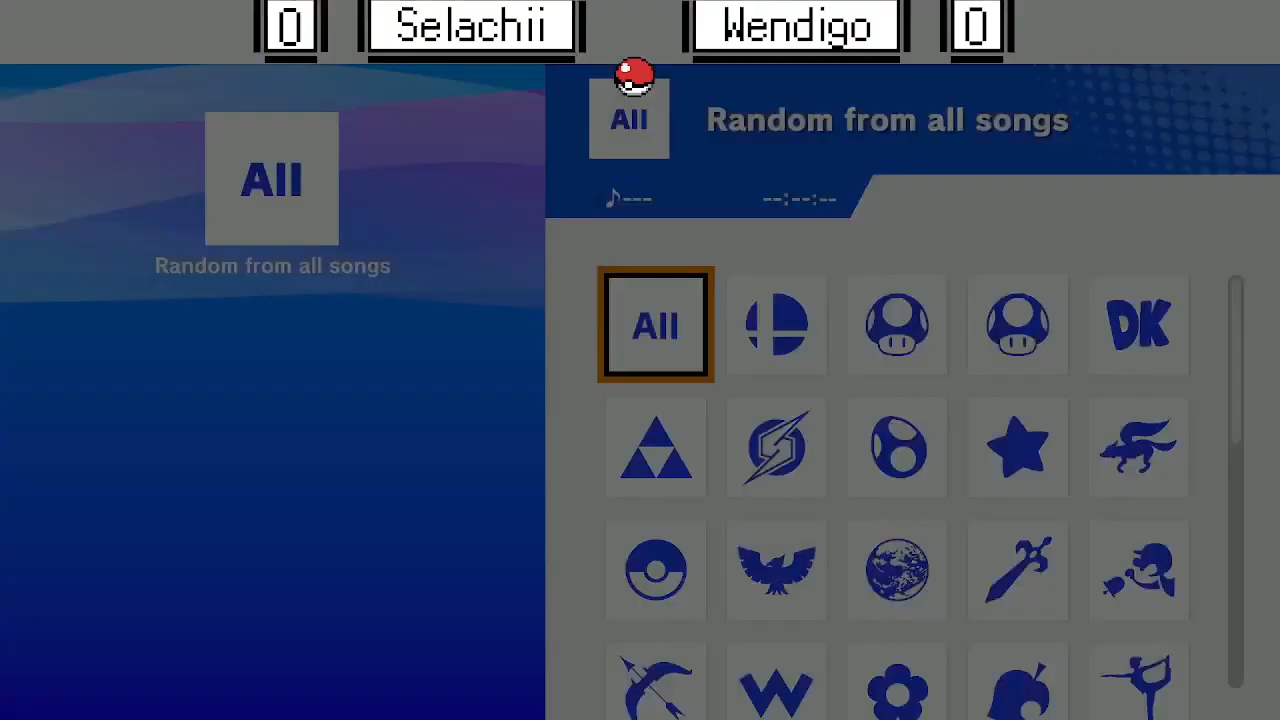 0 Selachii Wendigo 0
All
Random from all songs
♪--- --:--:--
All
Random from all songs
All
DK